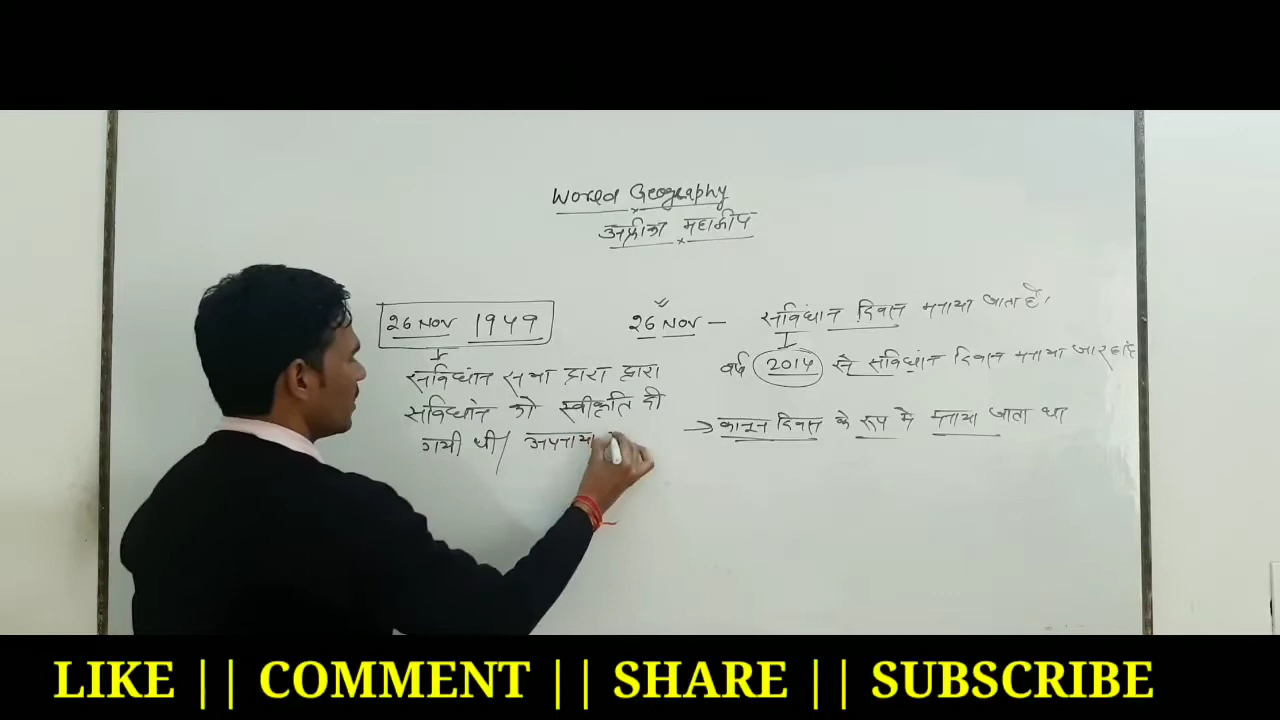 World Geography
अफ्रीका महाद्वीप
26 NOV 1949
26 NOV – संविधान दिवस मनाया जाता है।
संविधान सभा द्वारा द्वारा
संविधान को स्वीकृति दी
गयी थी/ अपनाया
वर्ष 2015 से संविधान दिवस मनाया जा रहा है
→ कानून दिवस के रूप मे मनाया जाता था
LIKE || COMMENT || SHARE || SUBSCRIBE